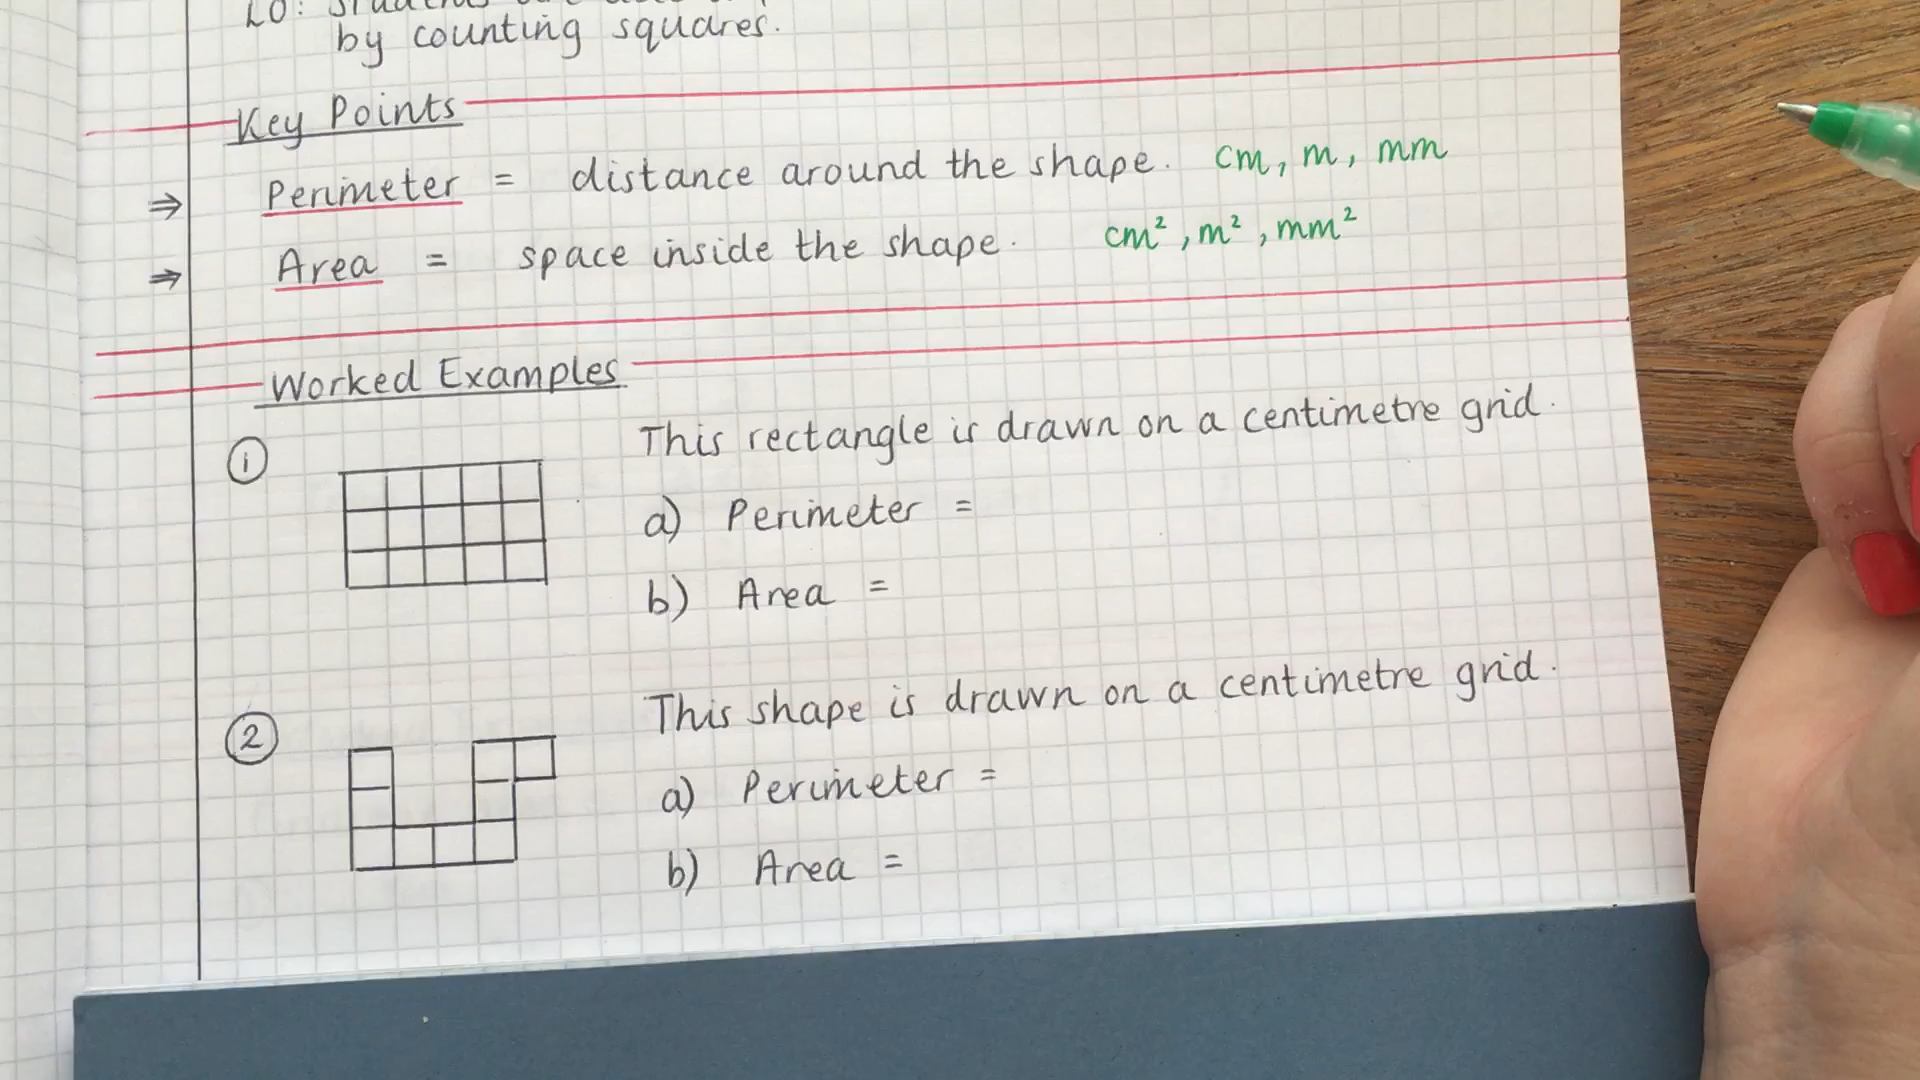 LO:
by counting squares.
Key Points
⇒ Perimeter = distance around the shape. cm, m, mm
⇒ Area = space inside the shape. cm², m², mm²
Worked Examples
① This rectangle is drawn on a centimetre grid.
a) Perimeter =
b) Area =
② This shape is drawn on a centimetre grid.
a) Perimeter =
b) Area =